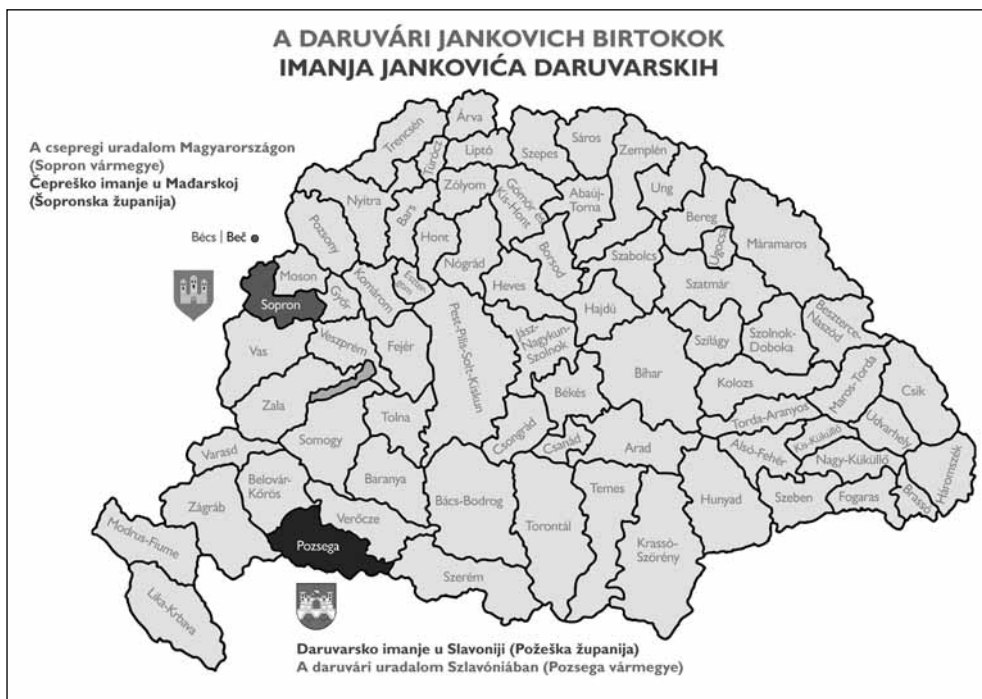 A DARUVÁRI JANKOVICH BIRTOKOK
IMANJA JANKOVIĆA DARUVARSKIH
A csepregi uradalom Magyarországon
(Sopron vármegye)
Čepreško imanje u Mađarskoj
(Šopronska županija)
Bécs | Beč
Árva
Trencsén
Turócz
Liptó
Szepes
Sáros
Zemplén
Nyitra
Bars
Zólyom
Gömör és
Kis-Hont
Abaúj-
Torna
Ung
Bereg
Ugocsa
Máramaros
Pozsony
Hont
Nógrád
Borsod
Szabolcs
Szatmár
Moson
Sopron
Győr
Komárom
Eszter-
gom
Heves
Hajdú
Vas
Veszprém
Fejér
Pest-Pilis-Solt-Kiskun
Jász-
Nagykun-
Szolnok
Bihar
Szilágy
Szolnok-
Doboka
Beszterce-
Naszód
Zala
Somogy
Tolna
Csongrád
Békés
Csanád
Arad
Kolozs
Torda-Aranyos
Maros-Torda
Csik
Udvarhely
Kis-Küküllő
Nagy-Küküllő
Alsó-Fehér
Háromszék
Varasd
Belovár-
Kőrös
Baranya
Bács-Bodrog
Torontál
Temes
Krassó-
Szörény
Hunyad
Szeben
Fogaras
Brassó
Zágráb
Verőcze
Pozsega
Szerém
Modrus-Fiume
Lika-Krbava
Daruvarsko imanje u Slavoniji (Požeška županija)
A daruvári uradalom Szlávóniában (Pozsega vármegye)